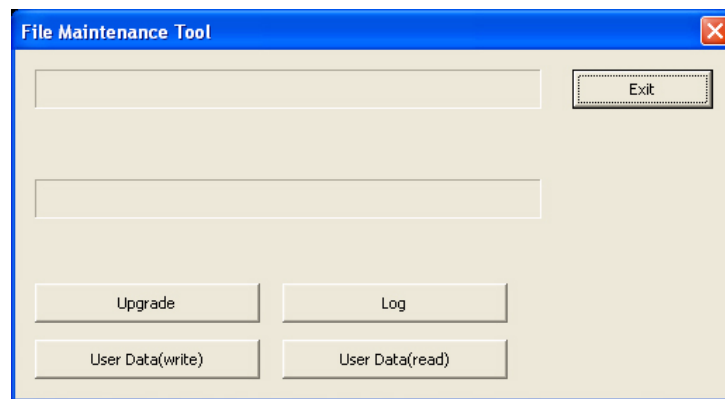 File Maintenance Tool
Exit
Upgrade
Log
User Data(write)
User Data(read)